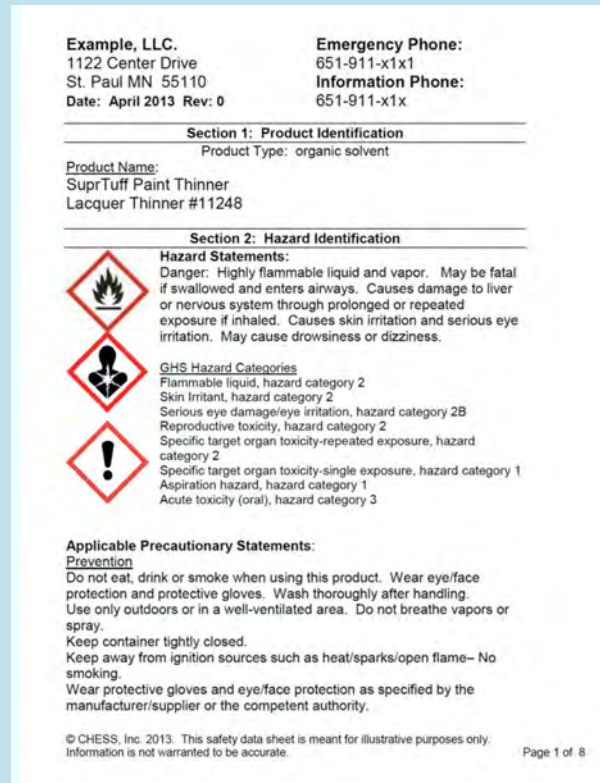 Example, LLC.
1122 Center Drive
St. Paul MN 55110
Date: April 2013 Rev: 0
Emergency Phone:
651-911-x1x1
Information Phone:
651-911-x1x
Section 1: Product Identification
Product Type: organic solvent
Product Name:
SuprTuff Paint Thinner
Lacquer Thinner #11248
Section 2: Hazard Identification
Hazard Statements:
Danger: Highly flammable liquid and vapor. May be fatal
if swallowed and enters airways. Causes damage to liver
or nervous system through prolonged or repeated
exposure if inhaled. Causes skin irritation and serious eye
irritation. May cause drowsiness or dizziness.
GHS Hazard Categories
Flammable liquid, hazard category 2
Skin Irritant, hazard category 2
Serious eye damage/eye irritation, hazard category 2B
Reproductive toxicity, hazard category 2
Specific target organ toxicity-repeated exposure, hazard
category 2
Specific target organ toxicity-single exposure, hazard category 1
Aspiration hazard, hazard category 1
Acute toxicity (oral), hazard category 3
Applicable Precautionary Statements:
Prevention
Do not eat, drink or smoke when using this product. Wear eye/face
protection and protective gloves. Wash thoroughly after handling.
Use only outdoors or in a well-ventilated area. Do not breathe vapors or
spray.
Keep container tightly closed.
Keep away from ignition sources such as heat/sparks/open flame– No
smoking.
Wear protective gloves and eye/face protection as specified by the
manufacturer/supplier or the competent authority.
© CHESS, Inc. 2013. This safety data sheet is meant for illustrative purposes only.
Information is not warranted to be accurate.
Page 1 of 8